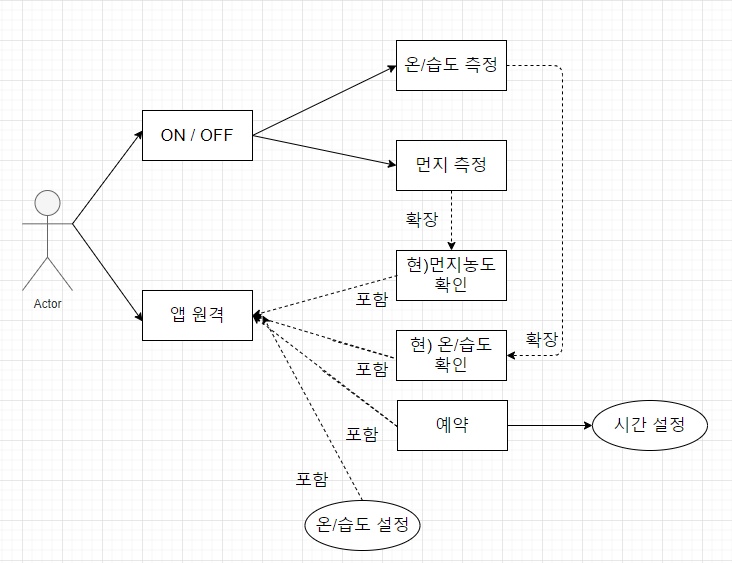 온/습도 측정
ON / OFF
먼지 측정
확장
현)먼지농도
확인
Actor
앱 원격
포함
현) 온/습도
확인
확장
포함
예약
시간 설정
포함
포함
온/습도 설정